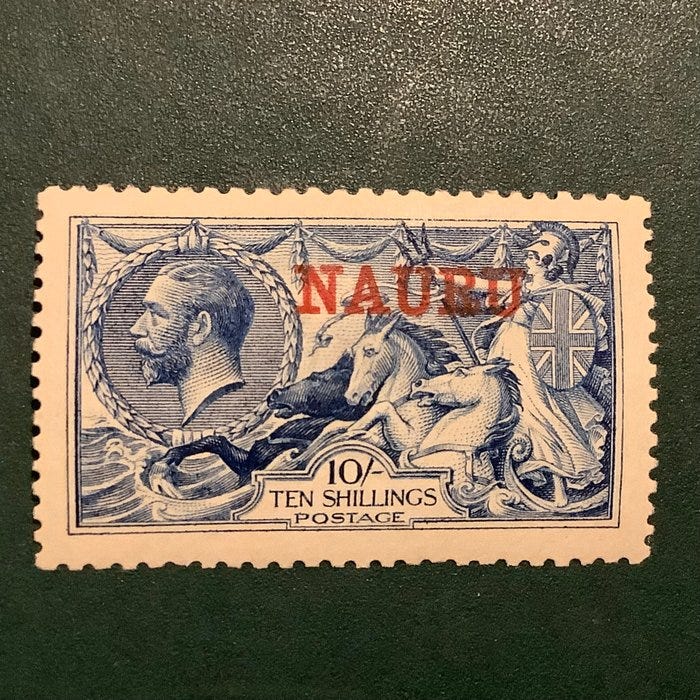 NAURU
10/-
TEN SHILLINGS
POSTAGE